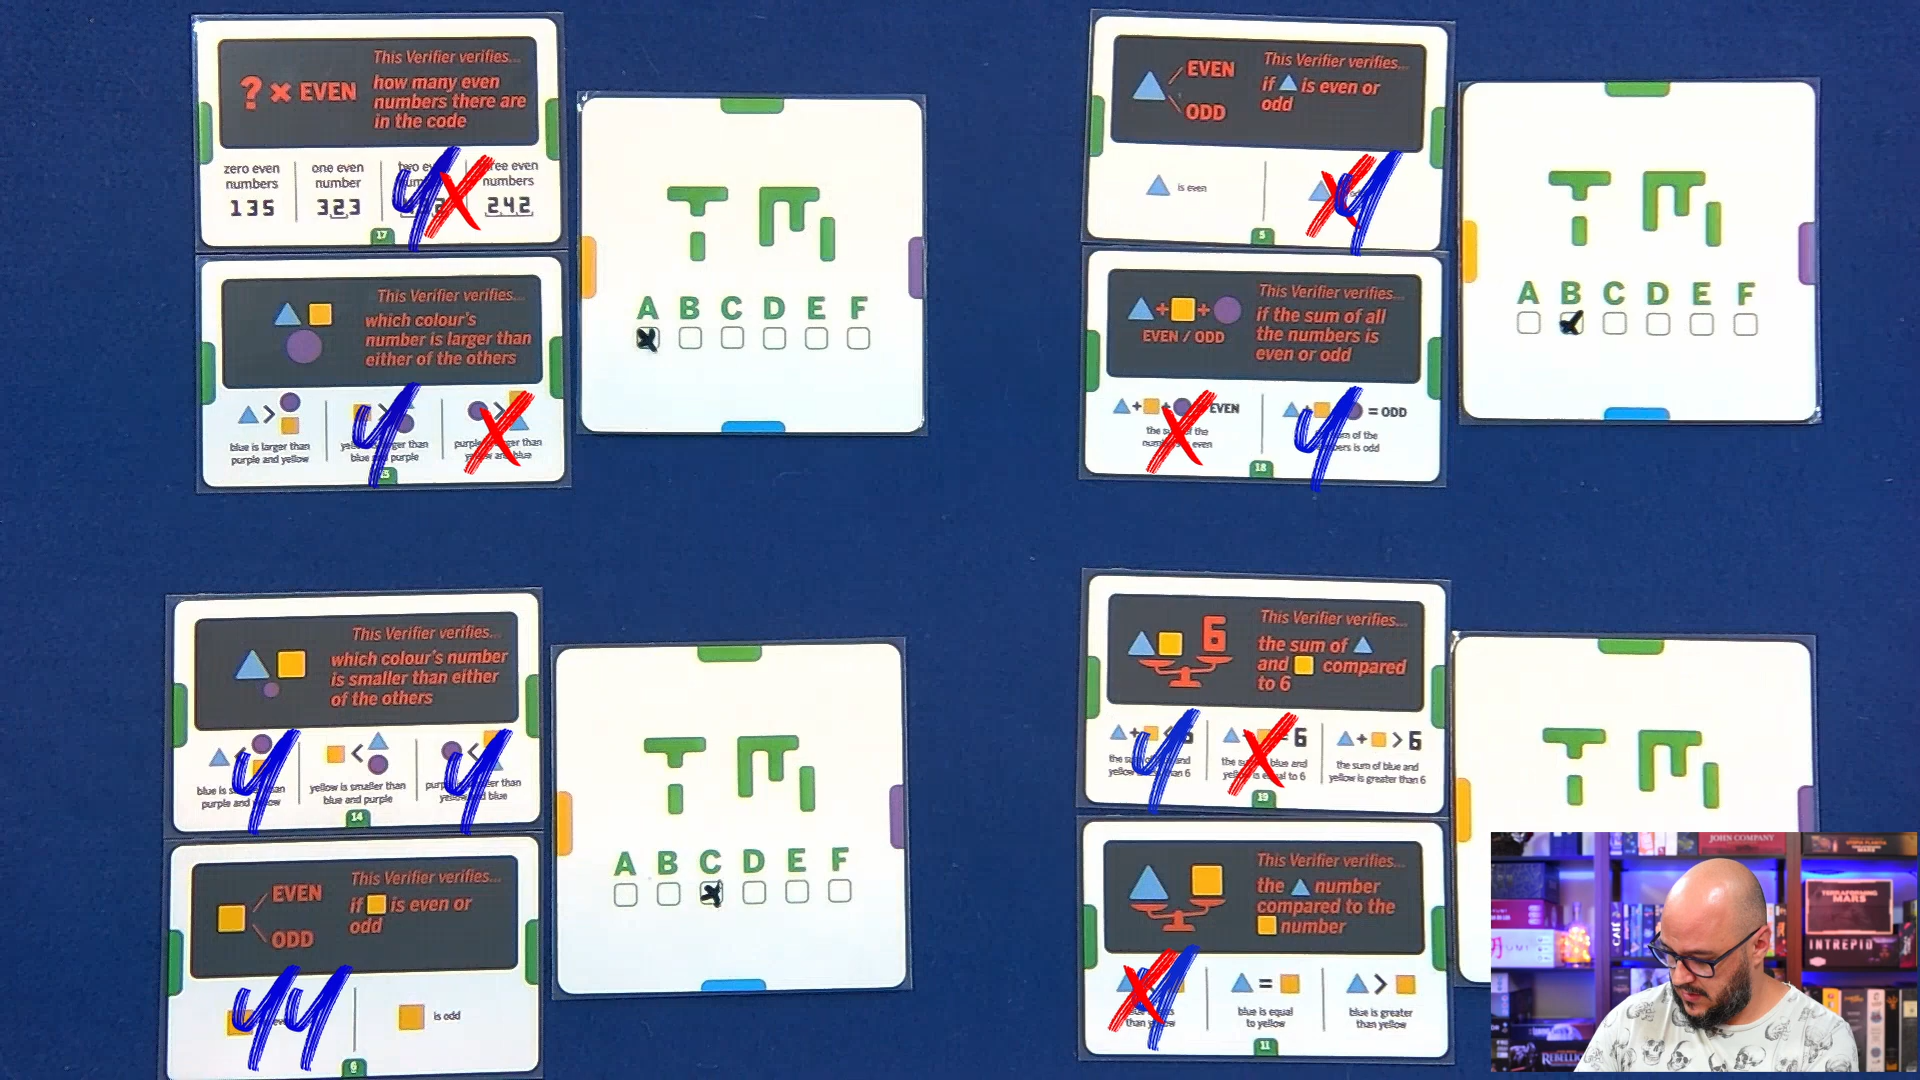 This Verifier verifies...
? × EVEN
how many even
numbers there are
in the code
zero even
numbers
135
one even
number
323
even
numbers
242
17
This Verifier verifies...
which colour's
number is larger than
either of the others
blue is larger than
purple and yellow
A B C D E F
This Verifier verifies...
EVEN
ODD
if is even or
odd
is even
5
This Verifier verifies...
EVEN / ODD
if the sum of all
the numbers is
even or odd
EVEN
= ODD
18
A B C D E F
This Verifier verifies...
which colour's number
is smaller than either
of the others
yellow is smaller than
blue and purple
14
This Verifier verifies...
EVEN
ODD
if is even or
odd
is odd
6
A B C D E F
This Verifier verifies...
6
the sum of
and compared
to 6
+ > 6
the sum of blue and
yellow is greater than 6
19
This Verifier verifies...
the number
compared to the
number
=
blue is equal
to yellow
>
blue is greater
than yellow
11
JOHN COMPANY
TERRAFORMING
MARS
INTREPID
CAFÉ
REBELLION